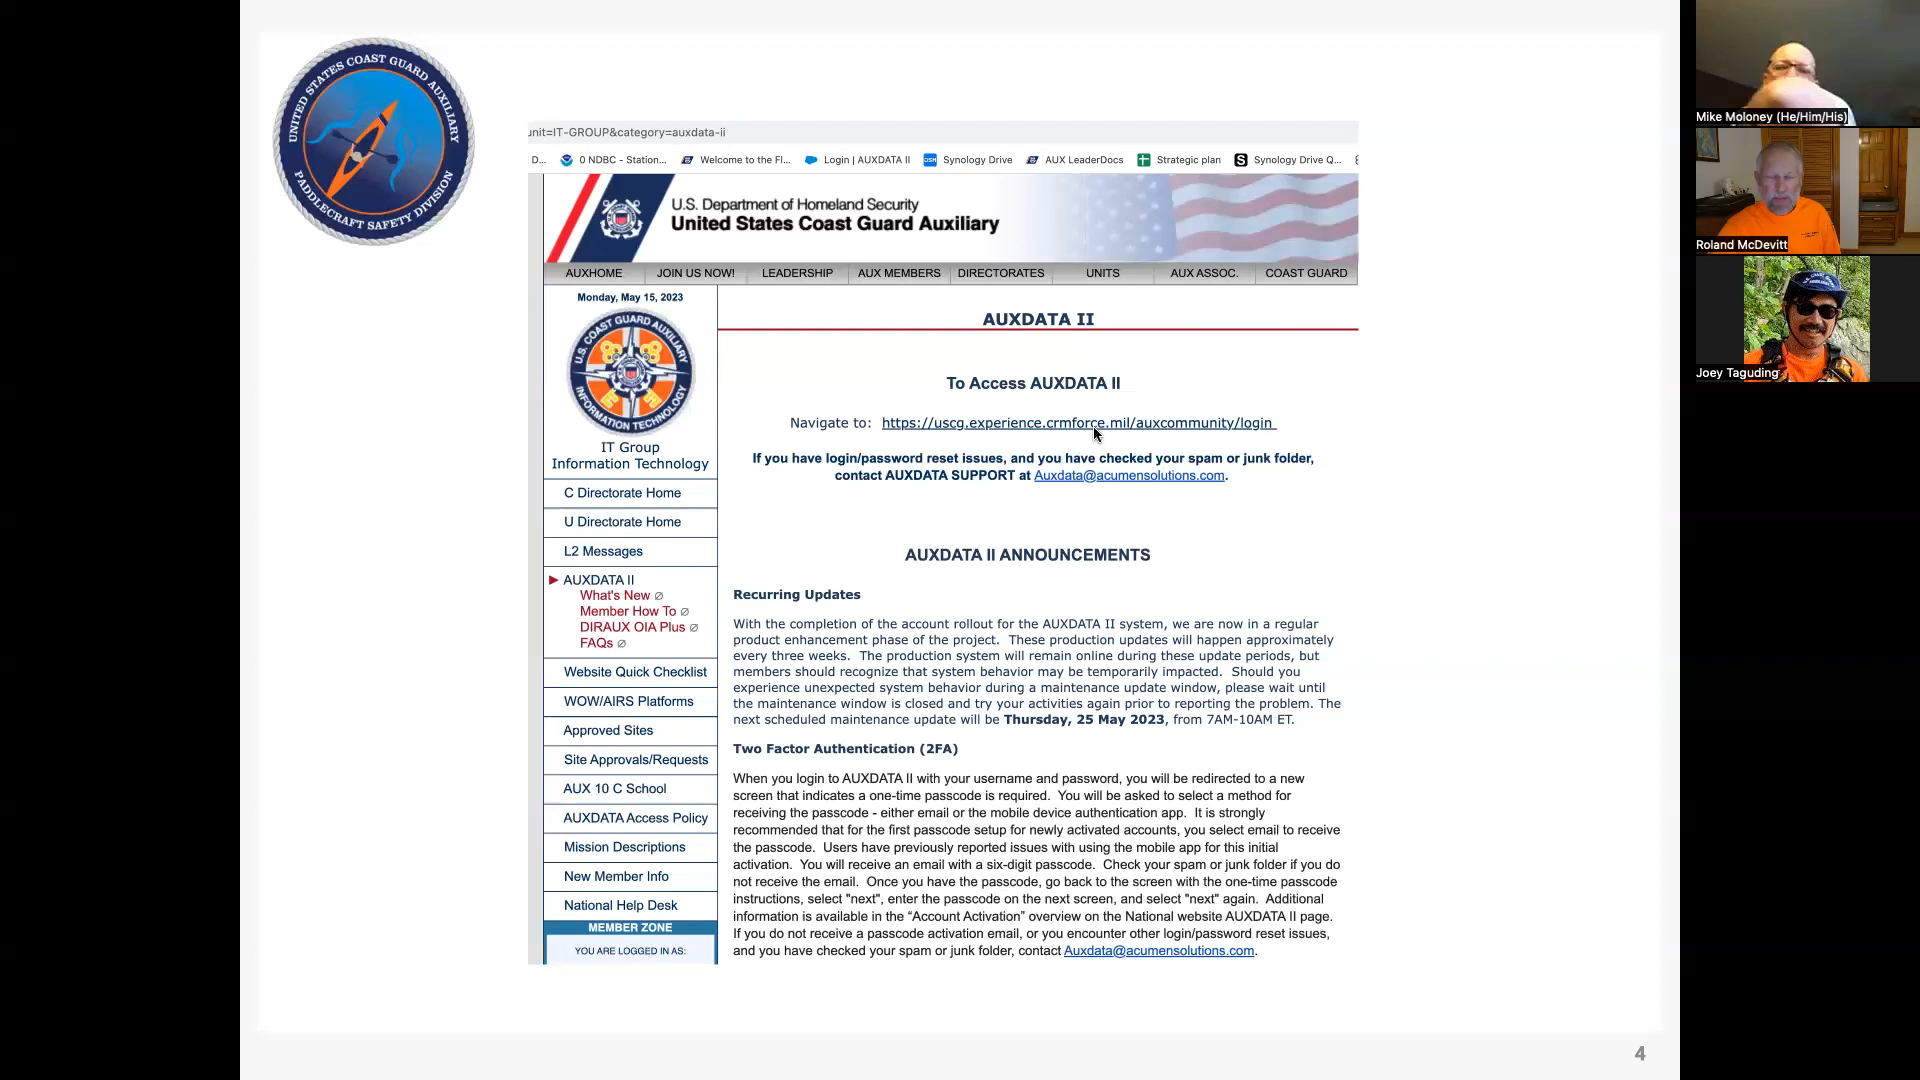 UNITED STATES COAST GUARD AUXILIARY
PADDLECRAFT SAFETY DIVISION
unit=IT-GROUP&category=auxdata-ii
D... 0 NDBC - Station... Welcome to the Fl... Login | AUXDATA II Synology Drive AUX LeaderDocs Strategic plan Synology Drive Q...
U.S. Department of Homeland Security
United States Coast Guard Auxiliary
AUXHOME JOIN US NOW! LEADERSHIP AUX MEMBERS DIRECTORATES UNITS AUX ASSOC. COAST GUARD
Monday, May 15, 2023
U.S. COAST GUARD AUXILIARY
INFORMATION TECHNOLOGY
IT Group
Information Technology
C Directorate Home
U Directorate Home
L2 Messages
AUXDATA II
What's New
Member How To
DIRAUX OIA Plus
FAQs
Website Quick Checklist
WOW/AIRS Platforms
Approved Sites
Site Approvals/Requests
AUX 10 C School
AUXDATA Access Policy
Mission Descriptions
New Member Info
National Help Desk
MEMBER ZONE
YOU ARE LOGGED IN AS:
AUXDATA II
To Access AUXDATA II
Navigate to: https://uscg.experience.crmforce.mil/auxcommunity/login
If you have login/password reset issues, and you have checked your spam or junk folder,
contact AUXDATA SUPPORT at Auxdata@acumensolutions.com.
AUXDATA II ANNOUNCEMENTS
Recurring Updates
With the completion of the account rollout for the AUXDATA II system, we are now in a regular
product enhancement phase of the project. These production updates will happen approximately
every three weeks. The production system will remain online during these update periods, but
members should recognize that system behavior may be temporarily impacted. Should you
experience unexpected system behavior during a maintenance update window, please wait until
the maintenance window is closed and try your activities again prior to reporting the problem. The
next scheduled maintenance update will be Thursday, 25 May 2023, from 7AM-10AM ET.
Two Factor Authentication (2FA)
When you login to AUXDATA II with your username and password, you will be redirected to a new
screen that indicates a one-time passcode is required. You will be asked to select a method for
receiving the passcode - either email or the mobile device authentication app. It is strongly
recommended that for the first passcode setup for newly activated accounts, you select email to receive
the passcode. Users have previously reported issues with using the mobile app for this initial
activation. You will receive an email with a six-digit passcode. Check your spam or junk folder if you do
not receive the email. Once you have the passcode, go back to the screen with the one-time passcode
instructions, select "next", enter the passcode on the next screen, and select "next" again. Additional
information is available in the “Account Activation” overview on the National website AUXDATA II page.
If you do not receive a passcode activation email, or you encounter other login/password reset issues,
and you have checked your spam or junk folder, contact Auxdata@acumensolutions.com.
4
Mike Moloney (He/Him/His)
Roland McDevitt
Joey Taguding